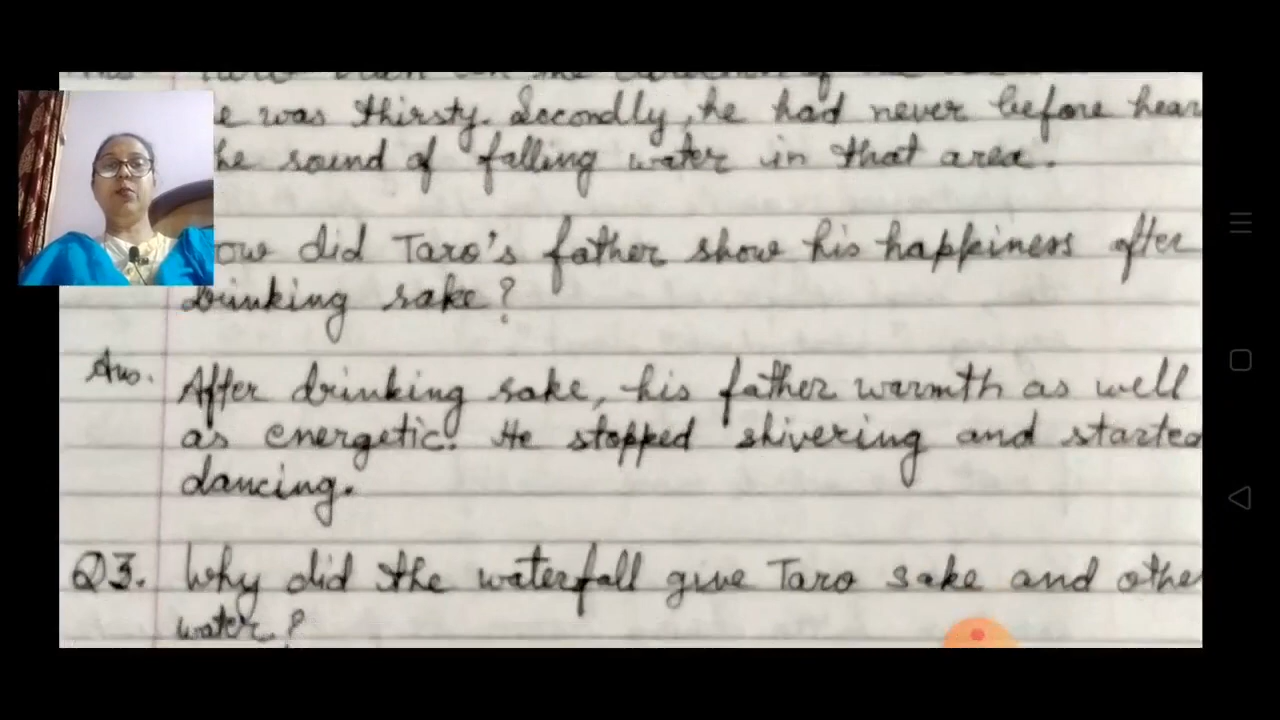 e was thirsty. Secondly, he had never before hear
he sound of falling water in that area.
ow did Taro's father show his happiness after
drinking sake?
Ans. After drinking sake, his father warmth as well
as energetic. He stopped shivering and started
dancing.
Q3. Why did the waterfall give Taro sake and othe
water?